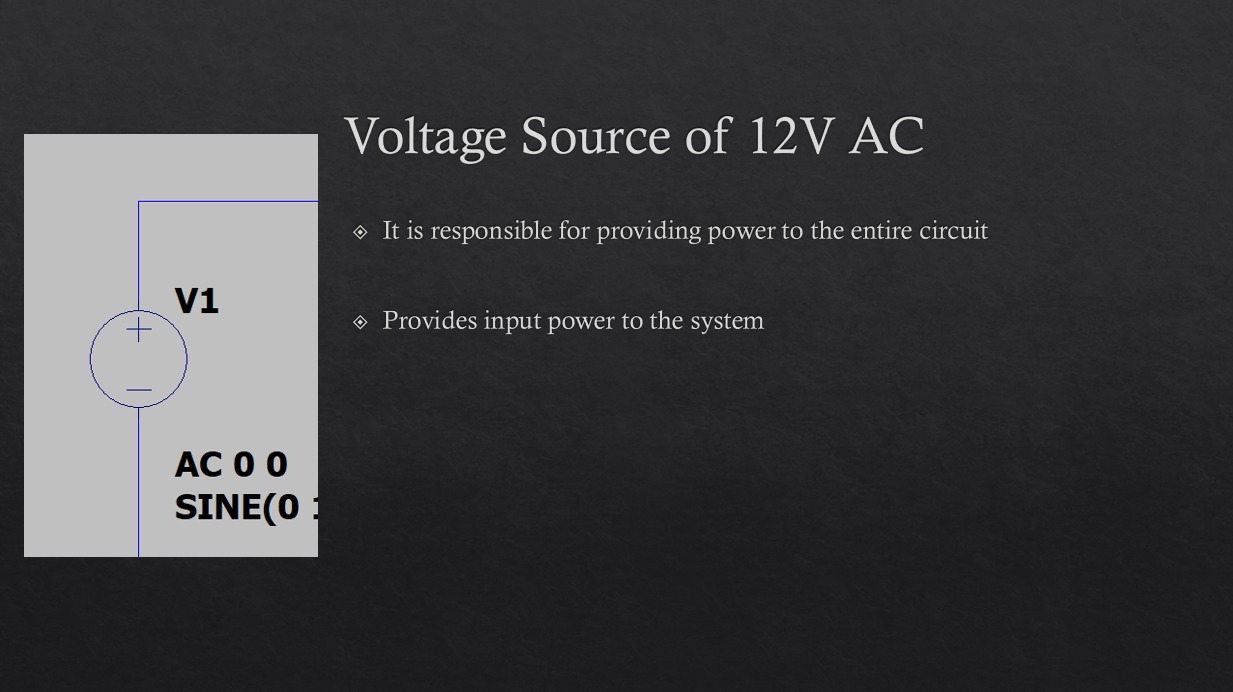 Voltage Source of 12V AC
It is responsible for providing power to the entire circuit
Provides input power to the system
V1
AC 0 0
SINE(0